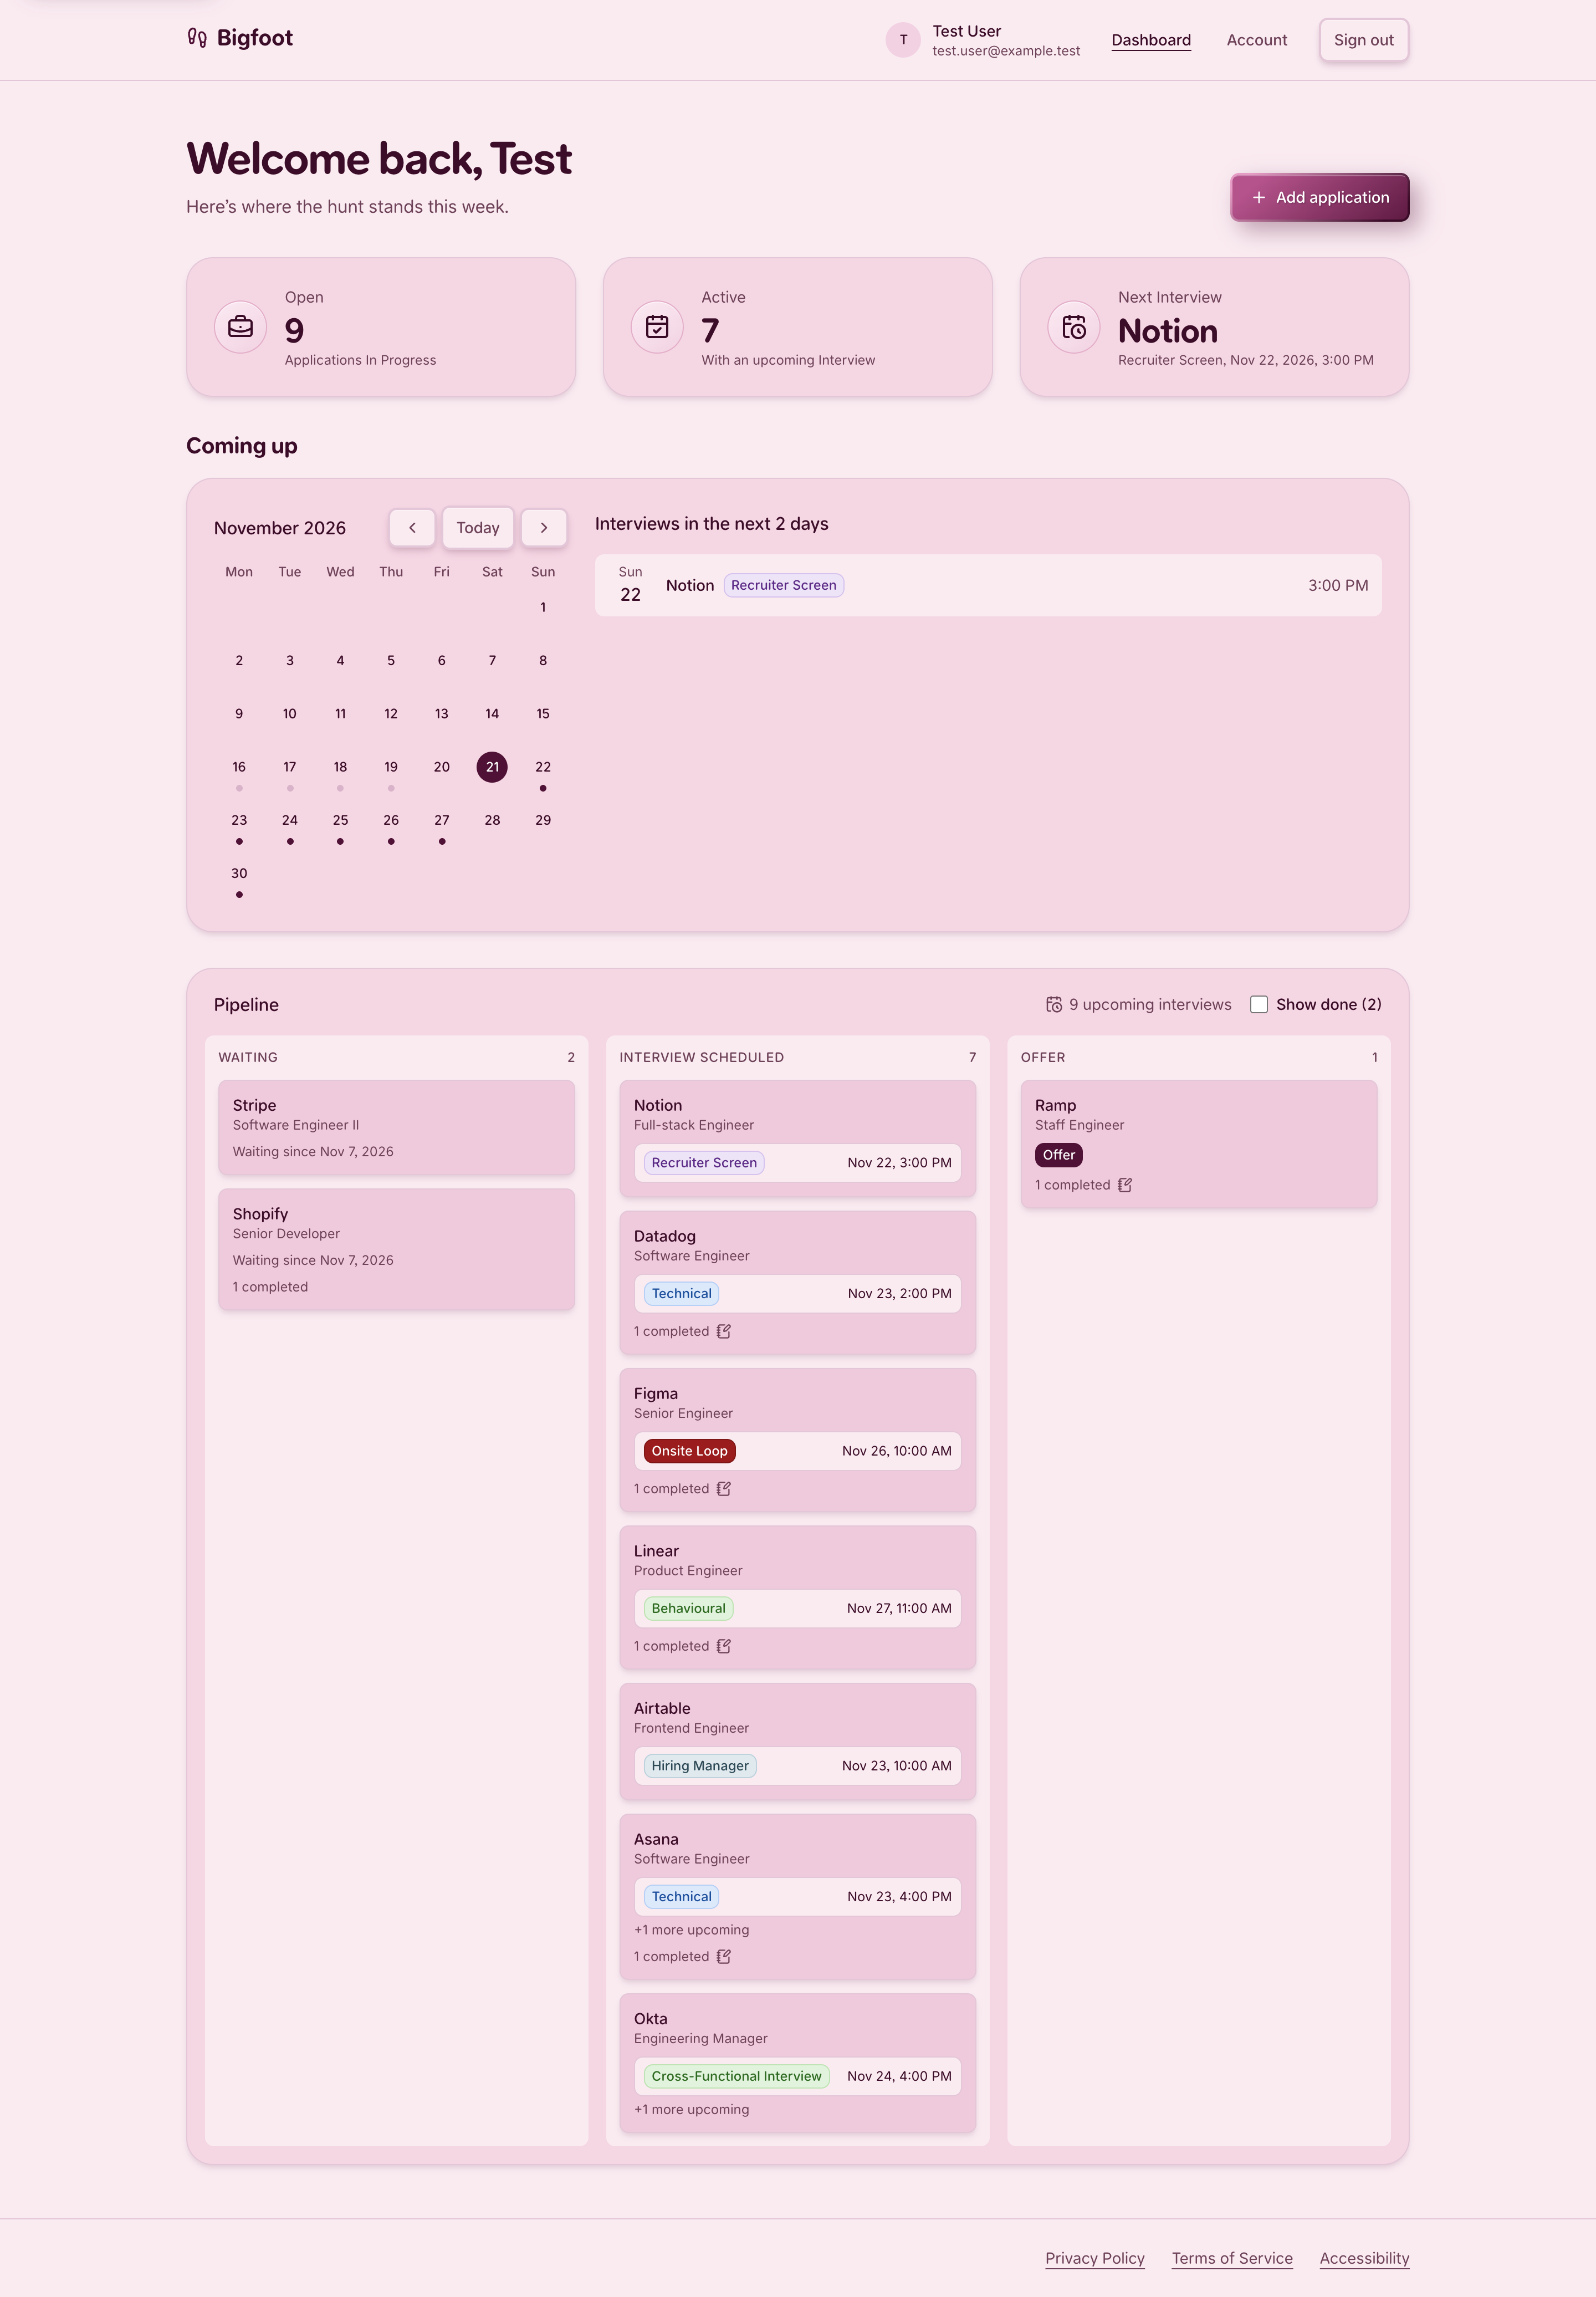 Bigfoot
T
Test User
test.user@example.test
Dashboard
Account
Sign out
Welcome back, Test
Here’s where the hunt stands this week.
+ Add application
Open
9
Applications In Progress
Active
7
With an upcoming Interview
Next Interview
Notion
Recruiter Screen, Nov 22, 2026, 3:00 PM
Coming up
November 2026
Today
Mon Tue Wed Thu Fri Sat Sun
1
2 3 4 5 6 7 8
9 10 11 12 13 14 15
16 17 18 19 20 21 22
23 24 25 26 27 28 29
30
Interviews in the next 2 days
Sun
22
Notion Recruiter Screen 3:00 PM
Pipeline
9 upcoming interviews
Show done (2)
WAITING 2
Stripe
Software Engineer II
Waiting since Nov 7, 2026
Shopify
Senior Developer
Waiting since Nov 7, 2026
1 completed
INTERVIEW SCHEDULED 7
Notion
Full-stack Engineer
Recruiter Screen Nov 22, 3:00 PM
Datadog
Software Engineer
Technical Nov 23, 2:00 PM
1 completed
Figma
Senior Engineer
Onsite Loop Nov 26, 10:00 AM
1 completed
Linear
Product Engineer
Behavioural Nov 27, 11:00 AM
1 completed
Airtable
Frontend Engineer
Hiring Manager Nov 23, 10:00 AM
Asana
Software Engineer
Technical Nov 23, 4:00 PM
+1 more upcoming
1 completed
Okta
Engineering Manager
Cross-Functional Interview Nov 24, 4:00 PM
+1 more upcoming
OFFER 1
Ramp
Staff Engineer
Offer
1 completed
Privacy Policy
Terms of Service
Accessibility